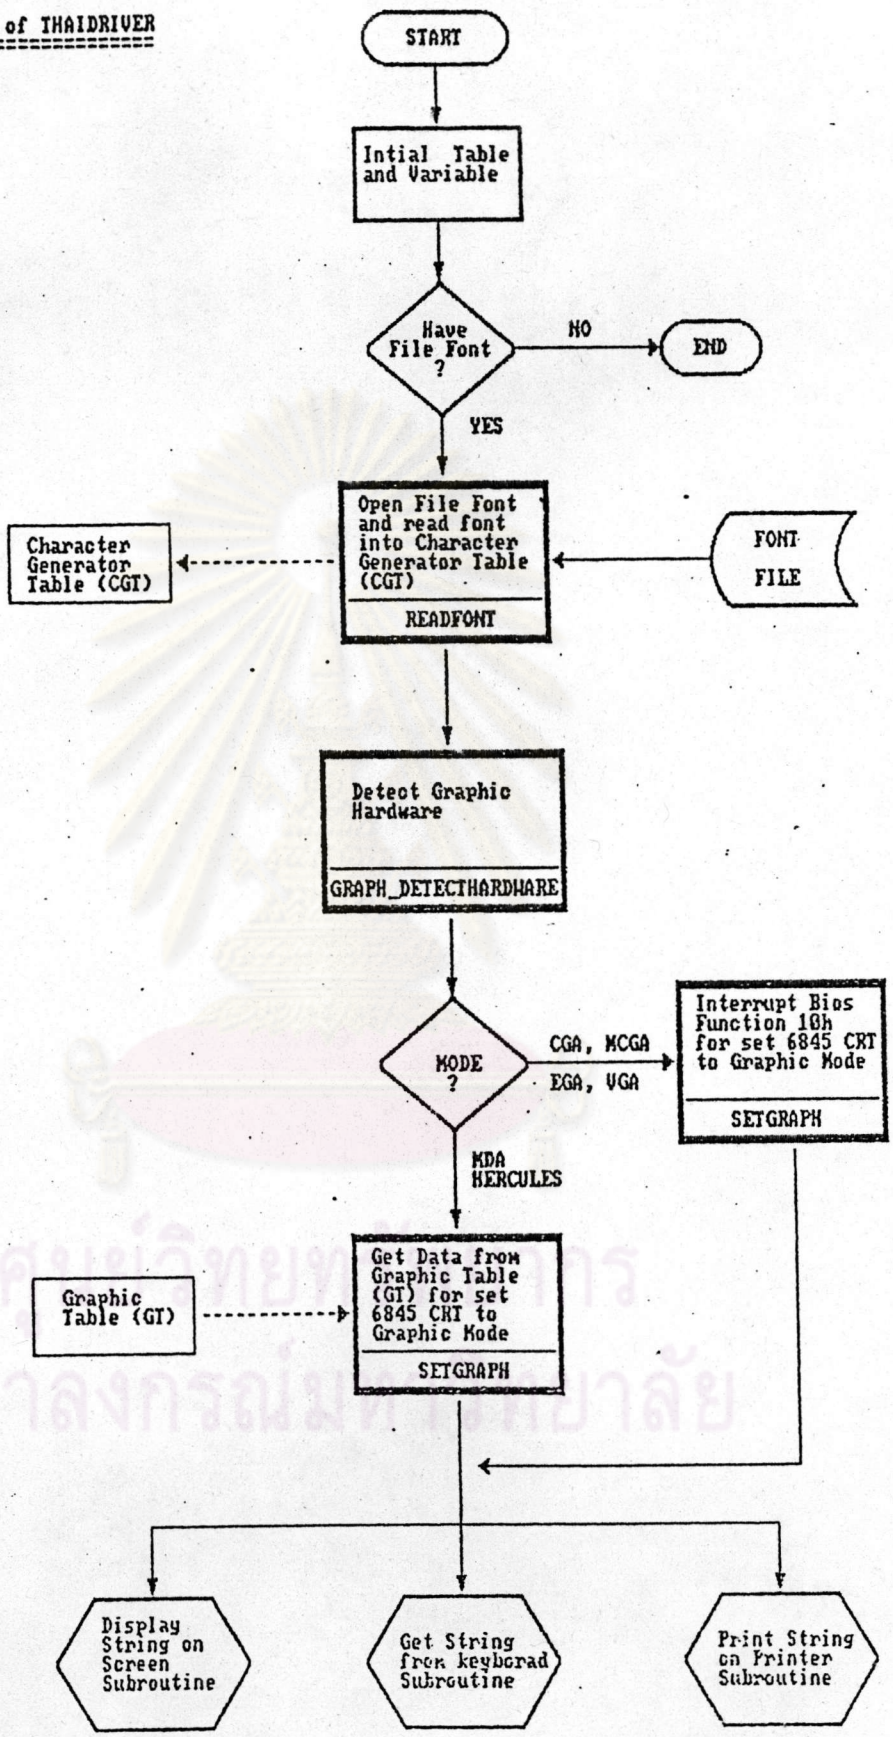 of THAIDRIVER
START
Intial Table
and Variable
Have
File Font
?
NO
END
YES
Open File Font
and read font
into Character
Generator Table
(CGT)
READFONT
Character
Generator
Table (CGT)
FONT
FILE
Detect Graphic
Hardware
GRAPH_DETECTHARDWARE
MODE
?
CGA, MCGA
EGA, VGA
Interrupt Bios
Function 10h
for set 6845 CRT
to Graphic Mode
SETGRAPH
MDA
HERCULES
Get Data from
Graphic Table
(GT) for set
6845 CRT to
Graphic Mode
SETGRAPH
Graphic
Table (GT)
Display
String on
Screen
Subroutine
Get String
from keyborad
Subroutine
Print String
on Printer
Subroutine